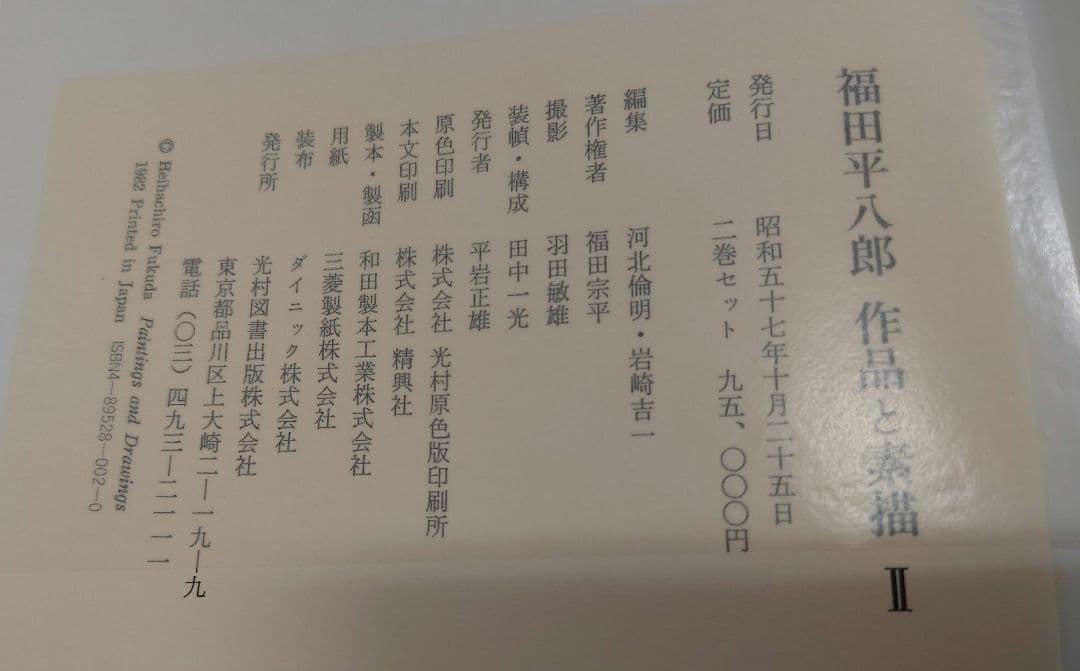 福田平八郎 作品と素描 Ⅱ
発行日 昭和五十七年十月二十五日
定価 二巻セット 九五、〇〇〇円
編集 河北倫明・岩崎吉一
著作権者 福田宗平
撮影 羽田敏雄
装幀・構成 田中一光
発行者 平岩正雄
原色印刷 株式会社 光村原色版印刷所
本文印刷 株式会社 精興社
製本・製函 和田製本工業株式会社
用紙 三菱製紙株式会社
装布 ダイニック株式会社
発行所 光村図書出版株式会社
東京都品川区上大崎二―一九―九
電話(〇三)四九三―二一一一
© Heihachiro Fukuda Paintings and Drawings
1982 Printed in Japan ISBN4―89528―002―0